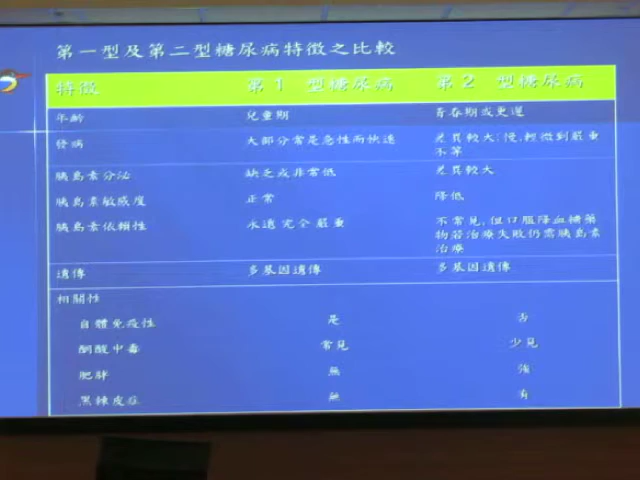 第一型及第二型糖尿病特徵之比較
特徵 第1 型糖尿病 第2 型糖尿病
年齡 兒童期 青春期或更遲
發病 大部分常是急性而快速 差異較大:慢,輕微到嚴重
不等
胰島素分泌 缺乏或非常低 差異較大
胰島素敏感度 正常 降低
胰島素依賴性 永遠完全嚴重 不常見,但口服降血糖藥
物若治療失敗仍需胰島素
治療
遺傳 多基因遺傳 多基因遺傳
相關性
自體免疫性 是 否
酮酸中毒 常見 少見
肥胖 無 強
黑棘皮症 無 有